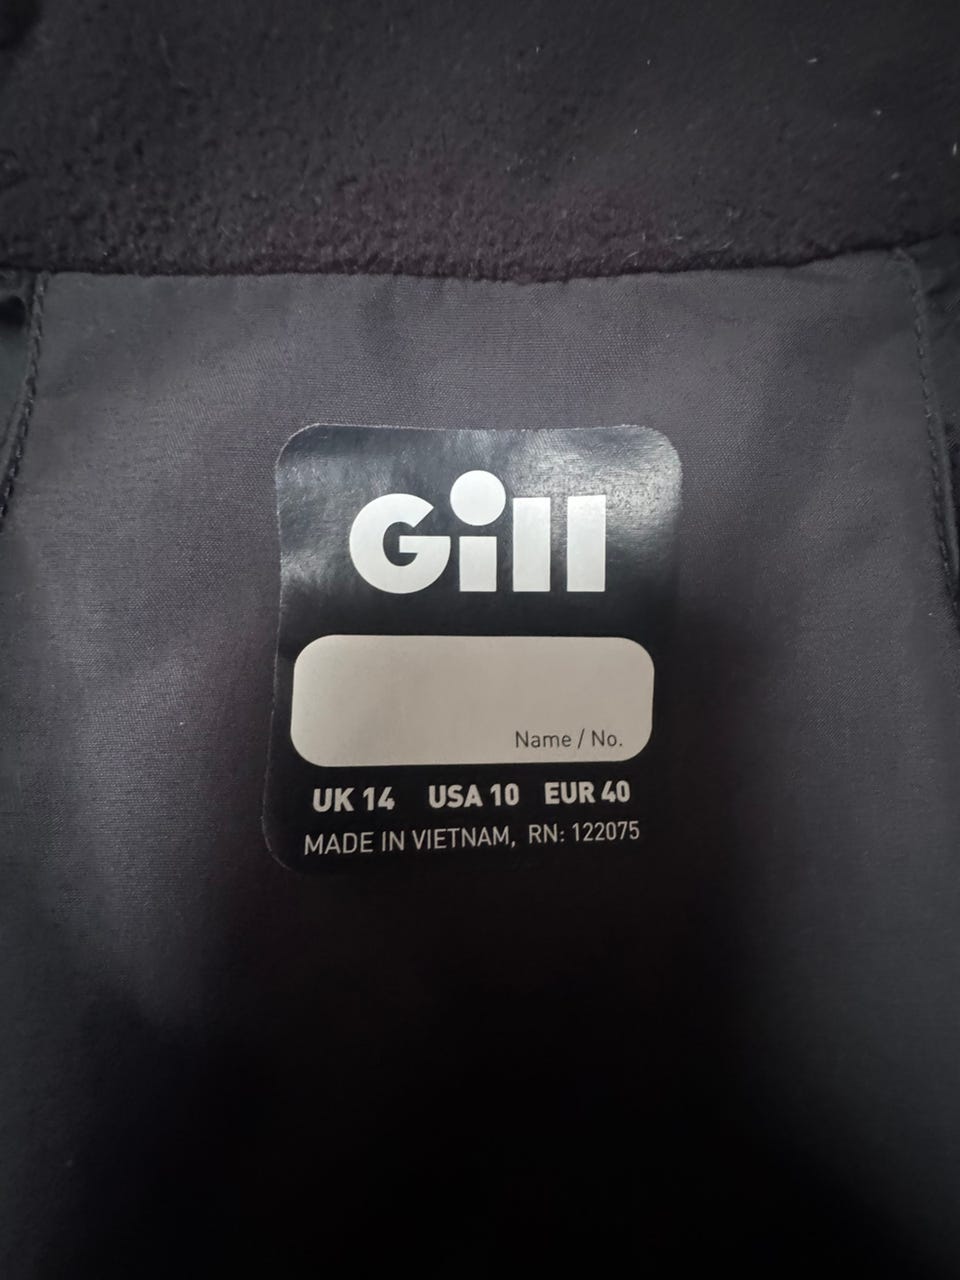 Gill
Name / No.
UK 14 USA 10 EUR 40
MADE IN VIETNAM, RN: 122075